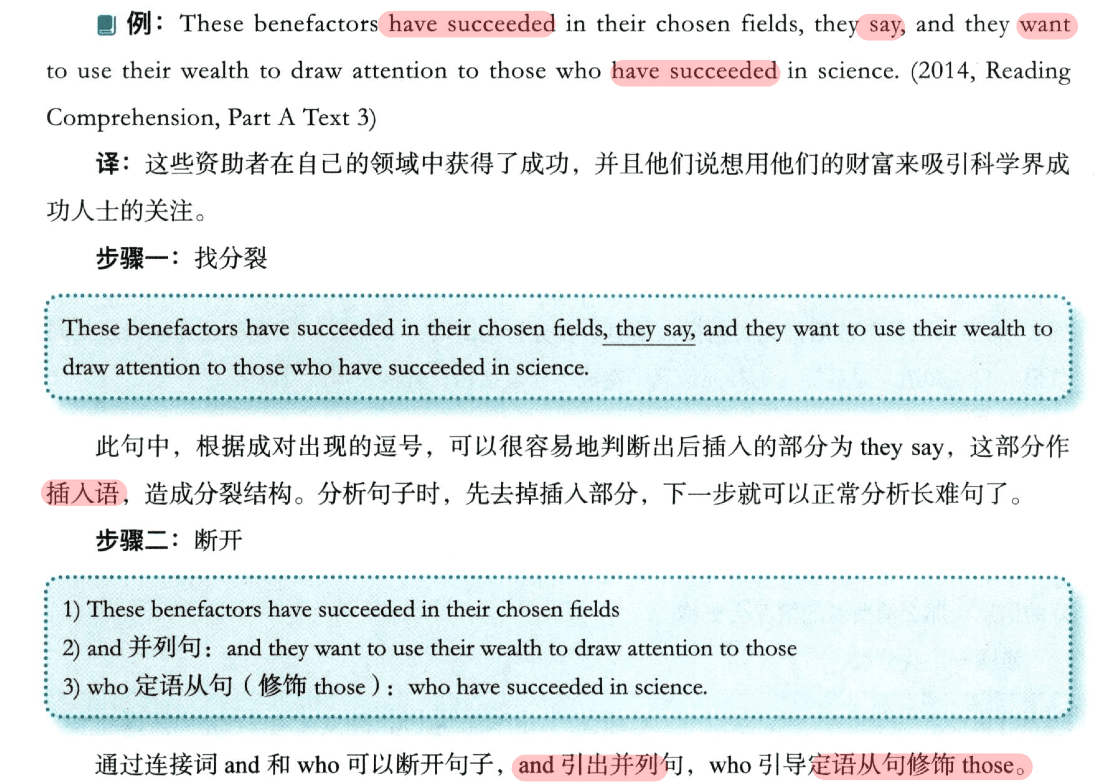 例：These benefactors have succeeded in their chosen fields, they say, and they want
to use their wealth to draw attention to those who have succeeded in science. (2014, Reading
Comprehension, Part A Text 3)
译：这些资助者在自己的领域中获得了成功，并且他们说想用他们的财富来吸引科学界成
功人士的关注。
步骤一：找分裂
These benefactors have succeeded in their chosen fields, they say, and they want to use their wealth to
draw attention to those who have succeeded in science.
此句中，根据成对出现的逗号，可以很容易地判断出后插入的部分为 they say，这部分作
插入语，造成分裂结构。分析句子时，先去掉插入部分，下一步就可以正常分析长难句了。
步骤二：断开
1) These benefactors have succeeded in their chosen fields
2) and 并列句：and they want to use their wealth to draw attention to those
3) who 定语从句（修饰 those）：who have succeeded in science.
通过连接词 and 和 who 可以断开句子，and 引出并列句，who 引导定语从句修饰 those。